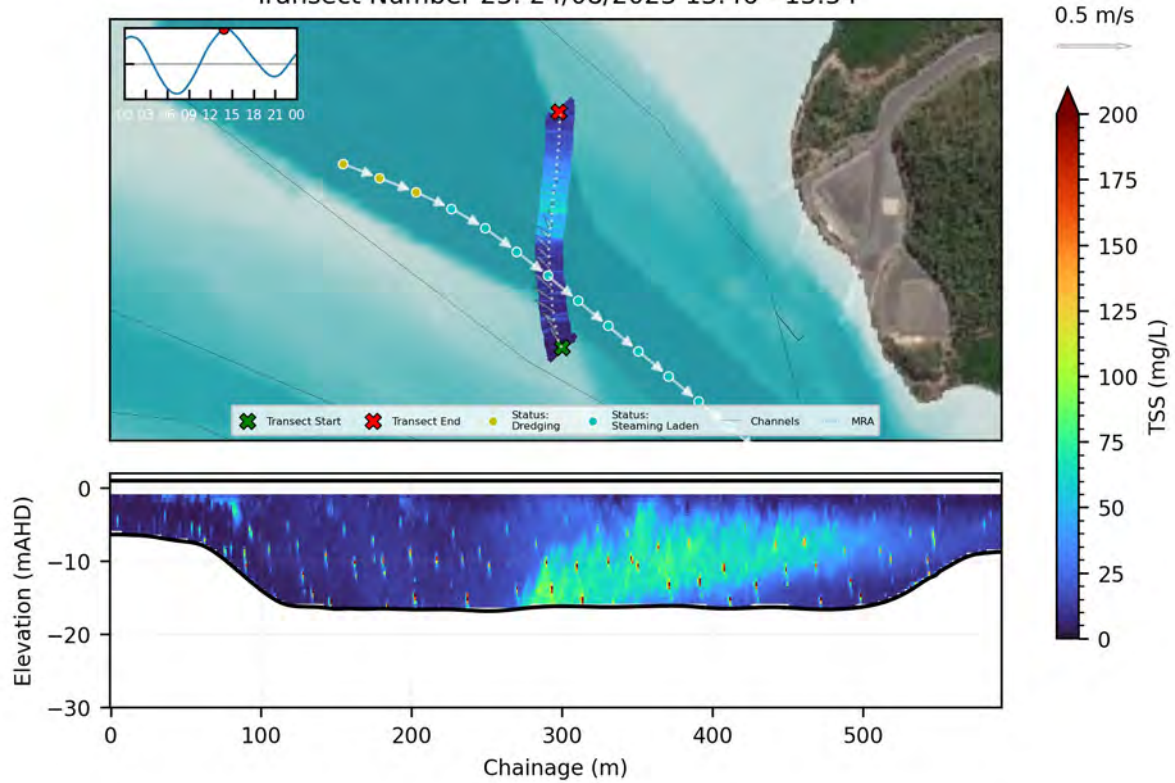 0.5 m/s
00 03 06 09 12 15 18 21 00
Transect Start
Transect End
Status:
Dredging
Status:
Steaming Laden
Channels
MRA
200
175
150
125
100
75
50
25
0
TSS (mg/L)
0
−10
−20
−30
Elevation (mAHD)
0 100 200 300 400 500
Chainage (m)